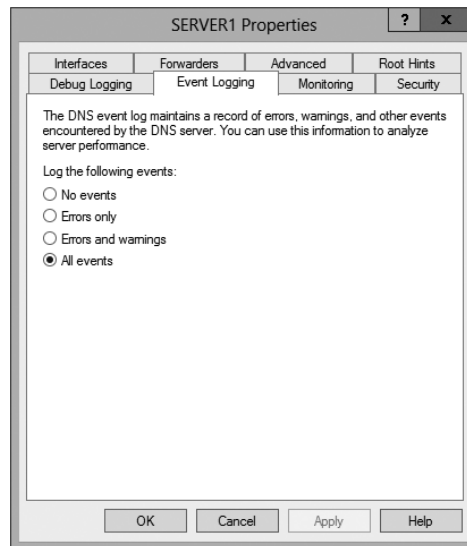 SERVER1 Properties
? x
Interfaces Forwarders Advanced Root Hints
Debug Logging Event Logging Monitoring Security
The DNS event log maintains a record of errors, warnings, and other events
encountered by the DNS server. You can use this information to analyze
server performance.
Log the following events:
No events
Errors only
Errors and warnings
All events
OK Cancel Apply Help